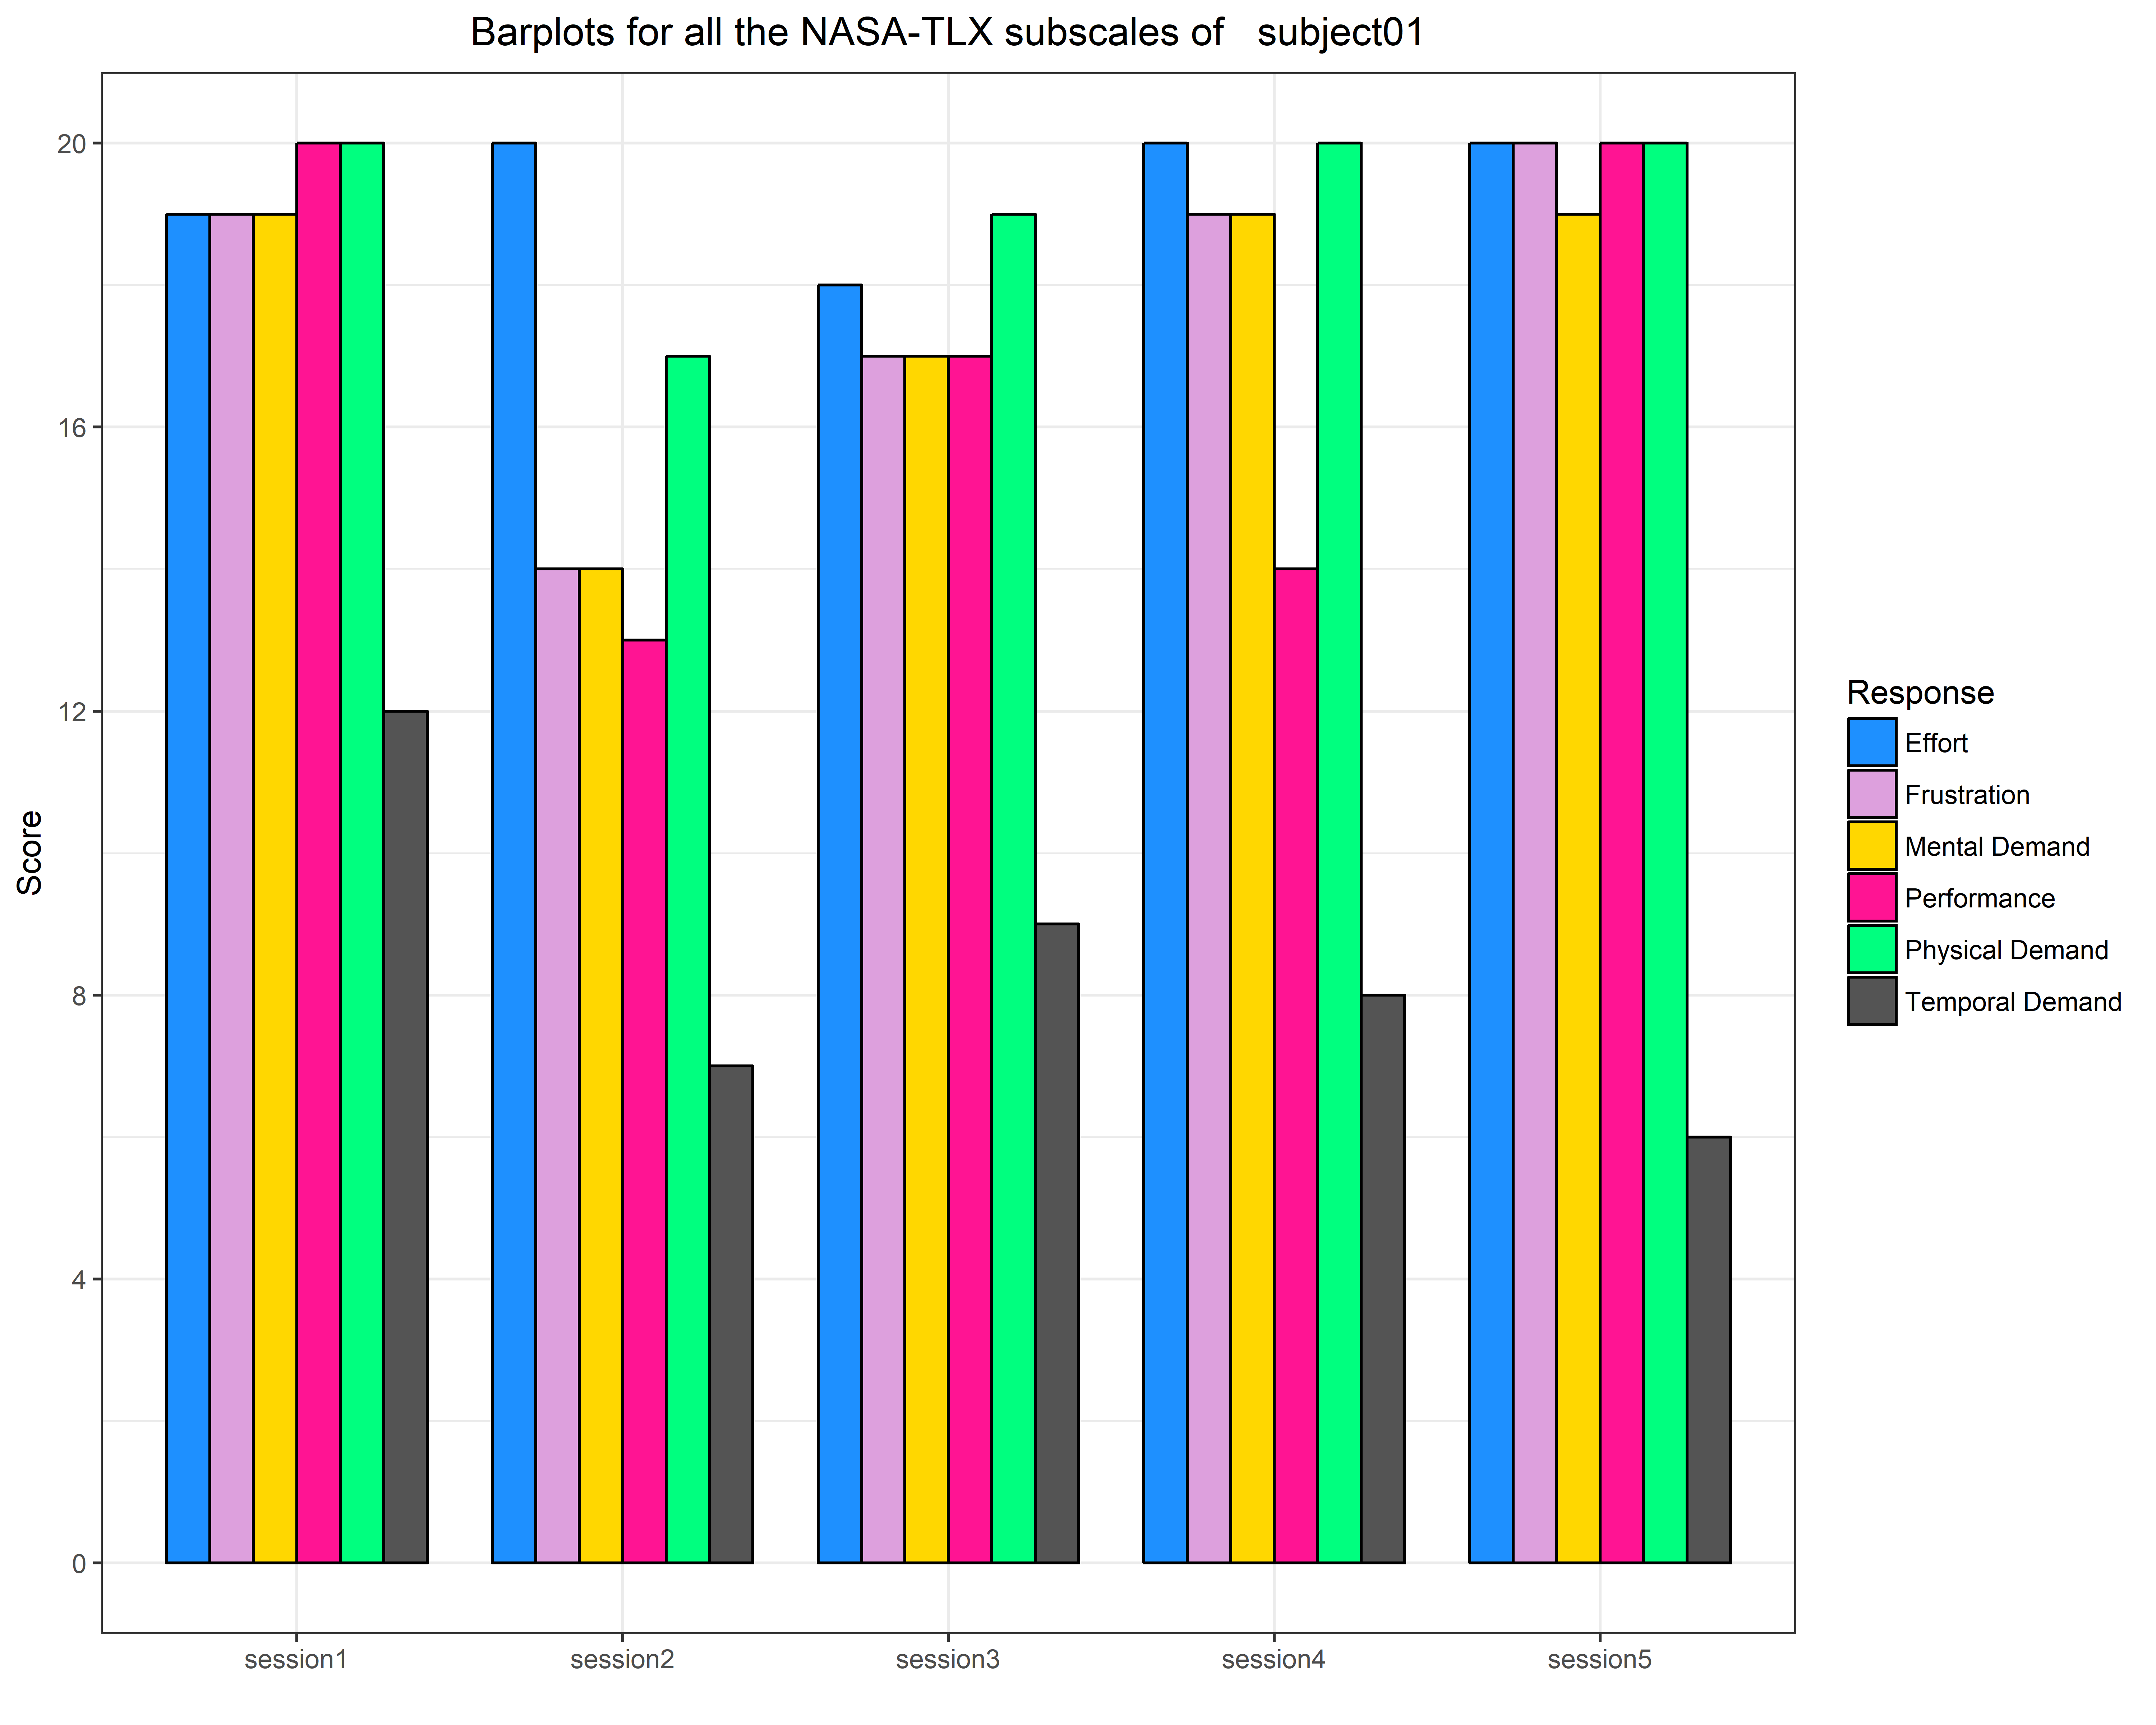 Barplots for all the NASA-TLX subscales of   subject01
Score
20
16
12
8
4
0
session1
session2
session3
session4
session5
Response
Effort
Frustration
Mental Demand
Performance
Physical Demand
Temporal Demand